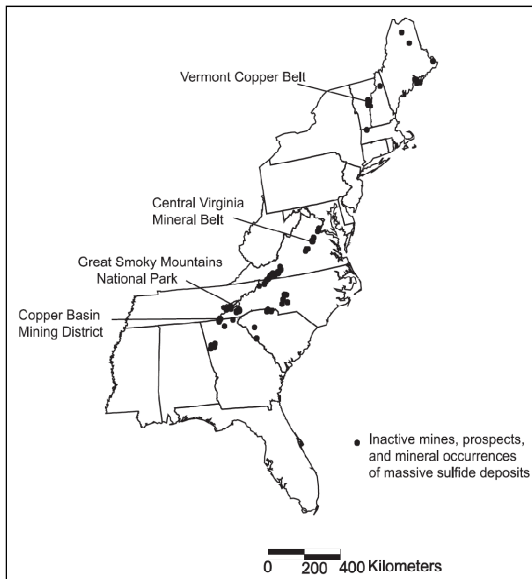 Vermont Copper Belt
Central Virginia
Mineral Belt
Great Smoky Mountains
National Park
Copper Basin
Mining District
Inactive mines, prospects,
and mineral occurrences
of massive sulfide deposits
0 200 400 Kilometers